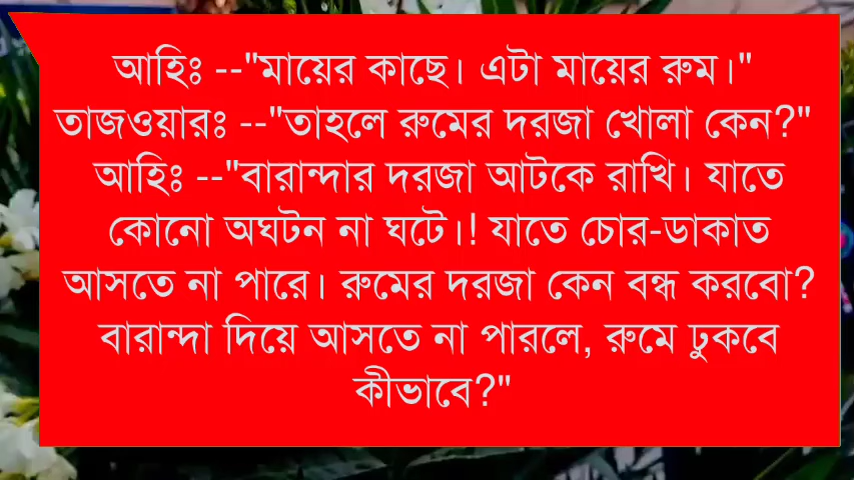 আহিঃ --"মায়ের কাছে। এটা মায়ের রুম।"
তাজওয়ারঃ --"তাহলে রুমের দরজা খোলা কেন?"
আহিঃ --"বারান্দার দরজা আটকে রাখি। যাতে
কোনো অঘটন না ঘটে।! যাতে চোর-ডাকাত
আসতে না পারে। রুমের দরজা কেন বন্ধ করবো?
বারান্দা দিয়ে আসতে না পারলে, রুমে ঢুকবে
কীভাবে?"